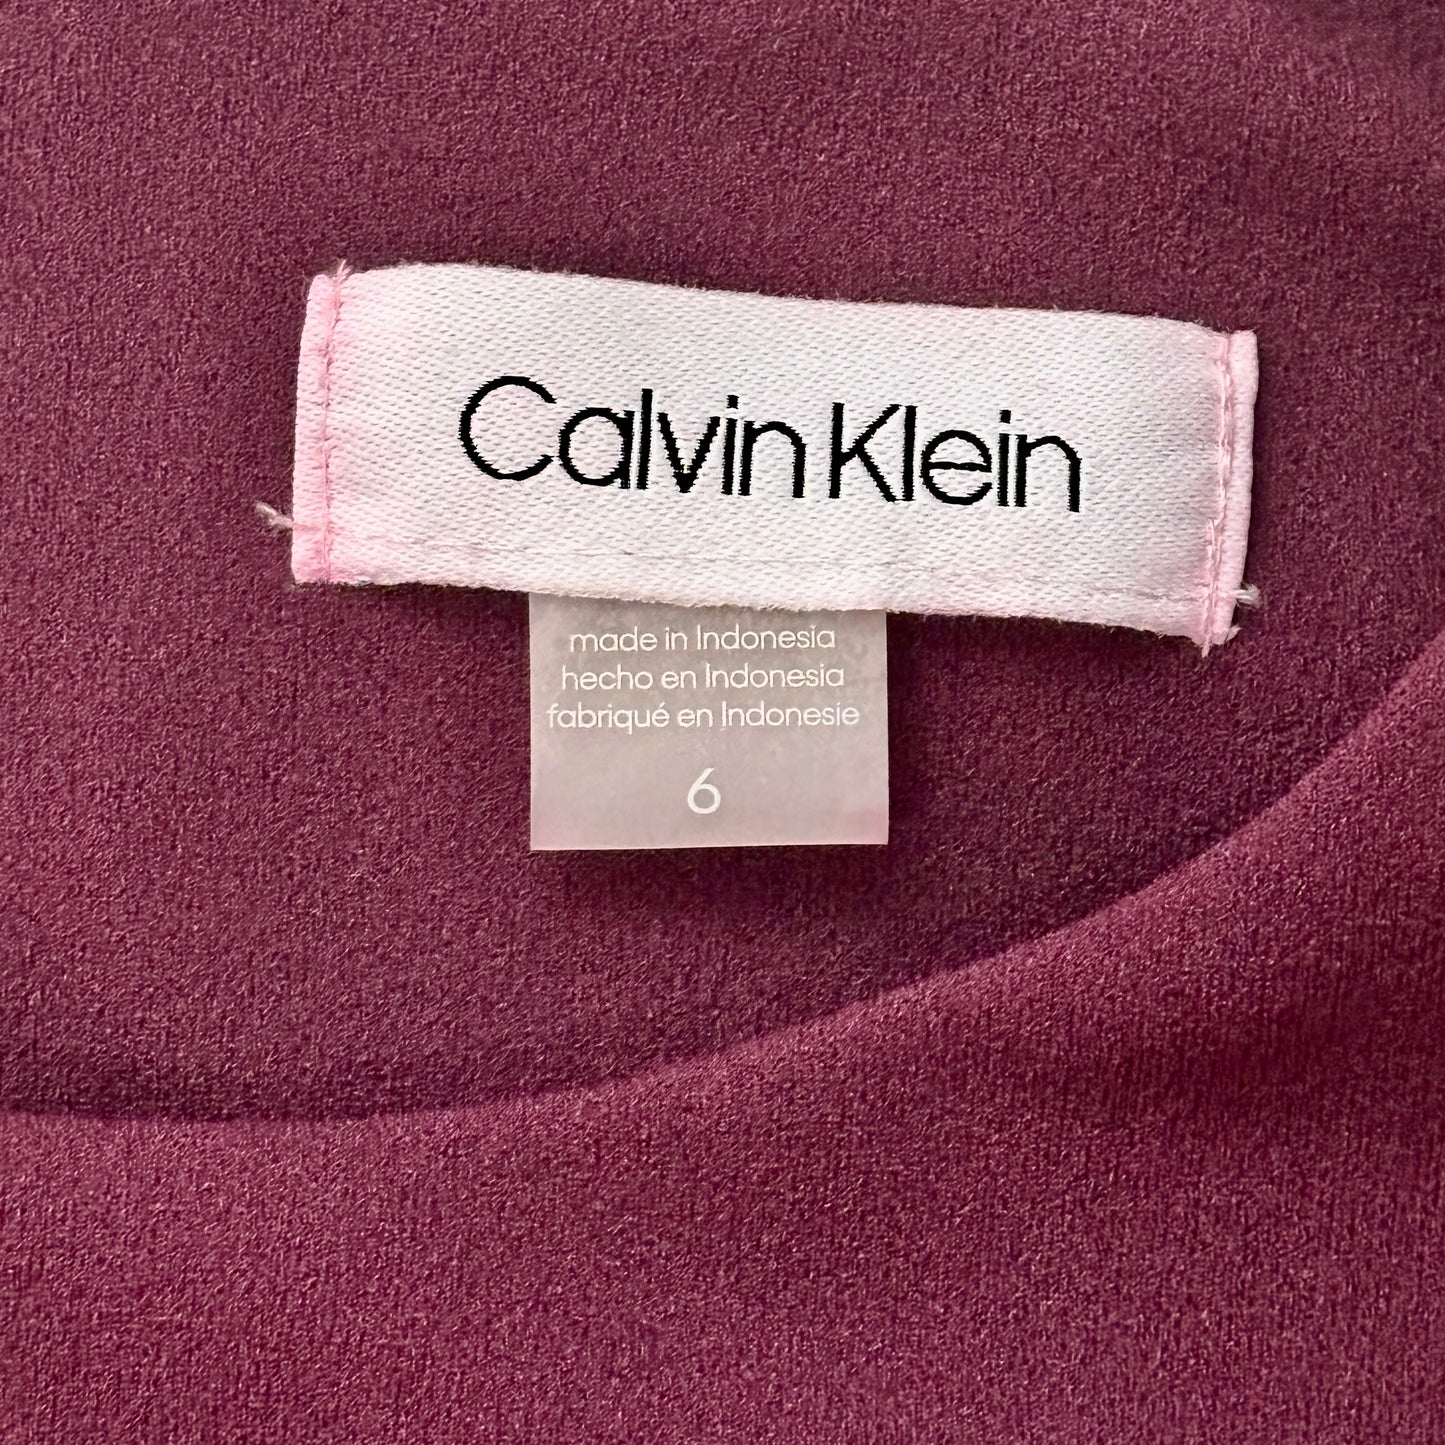 Calvin Klein
made in Indonesia
hecho en Indonesia
fabriqué en Indonesie
6